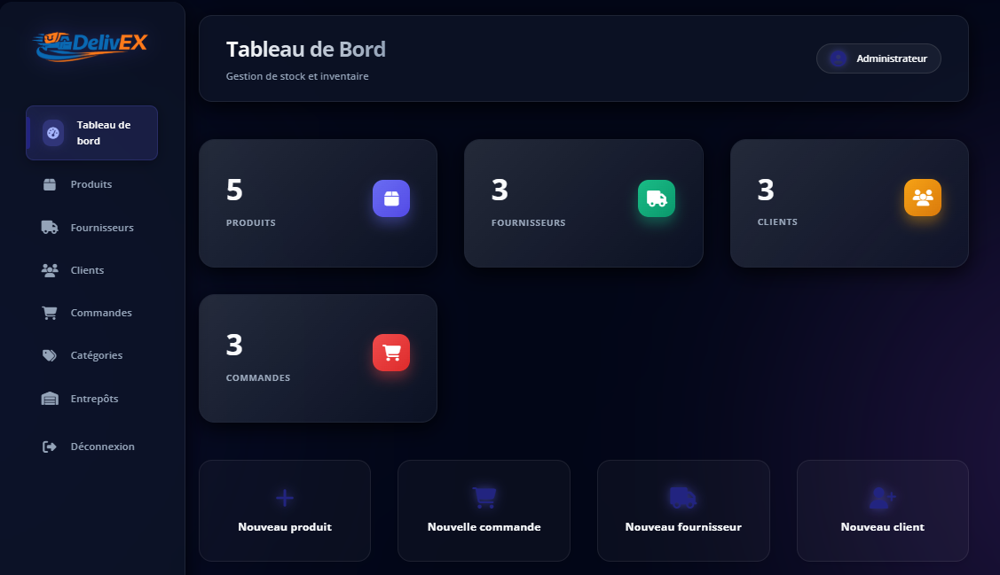 DelivEX
Tableau de
bord
Produits
Fournisseurs
Clients
Commandes
Catégories
Entrepôts
Déconnexion
Tableau de Bord
Gestion de stock et inventaire
Administrateur
5
PRODUITS
3
FOURNISSEURS
3
CLIENTS
3
COMMANDES
Nouveau produit
Nouvelle commande
Nouveau fournisseur
Nouveau client